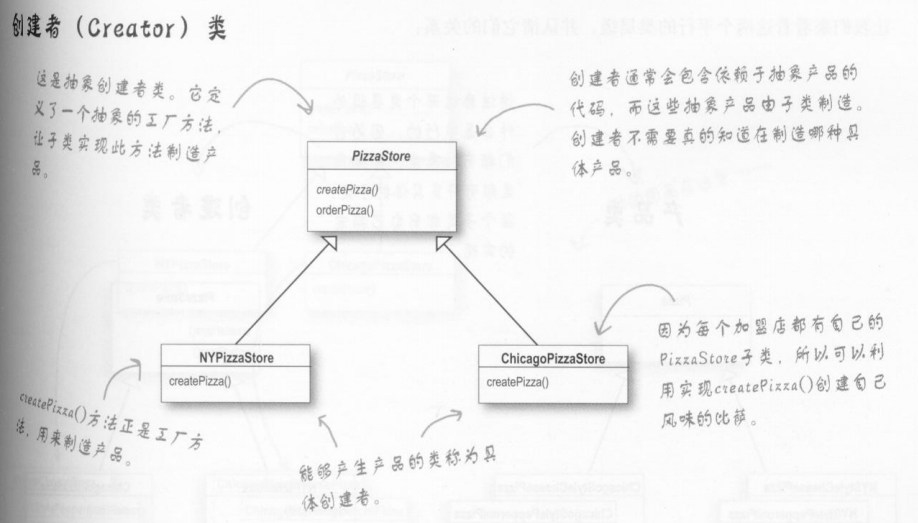 创建者（Creator）类
这是抽象创建者类。它定
义了一个抽象的工厂方法，
让子类实现此方法制造产
品。
创建者通常会包含依赖于抽象产品的
代码，而这些抽象产品由子类制造。
创建者不需要真的知道在制造哪种具
体产品。
PizzaStore
createPizza()
orderPizza()
NYPizzaStore
createPizza()
ChicagoPizzaStore
createPizza()
因为每个加盟店都有自己的
PizzaStore子类，所以可以利
用实现createPizza()创建自己
风味的比萨。
createPizza()方法正是工厂方
法，用来制造产品。
能够产生产品的类称为具
体创建者。